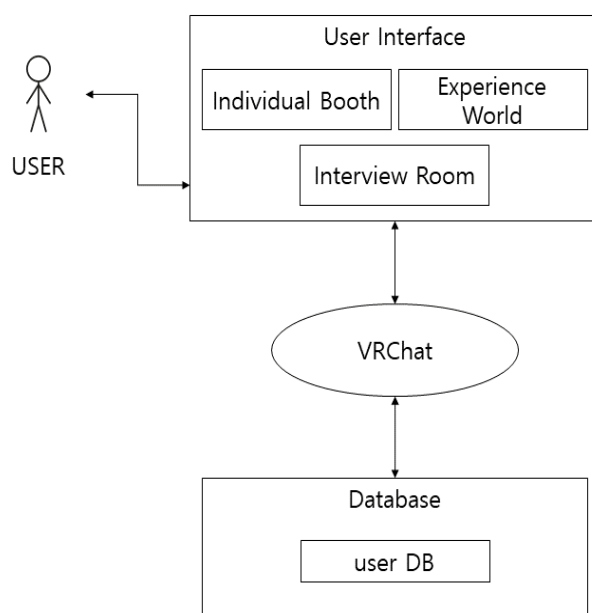 User Interface
Individual Booth
Experience
World
USER
Interview Room
VRChat
Database
user DB